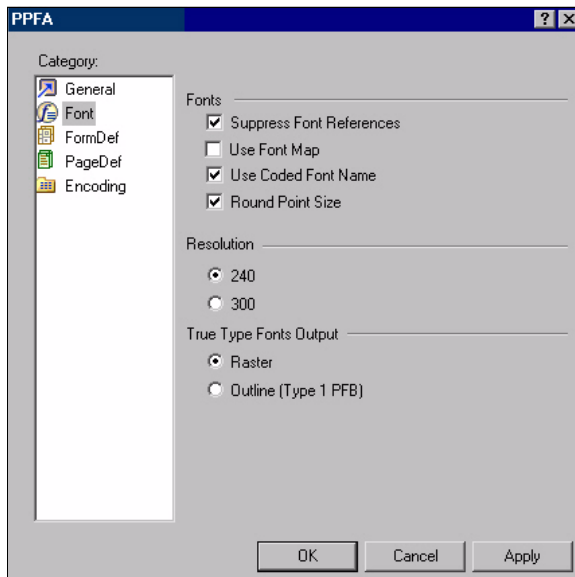 PPFA
Category:
General
Font
FormDef
PageDef
Encoding
Fonts
Suppress Font References
Use Font Map
Use Coded Font Name
Round Point Size
Resolution
240
300
True Type Fonts Output
Raster
Outline (Type 1 PFB)
OK
Cancel
Apply